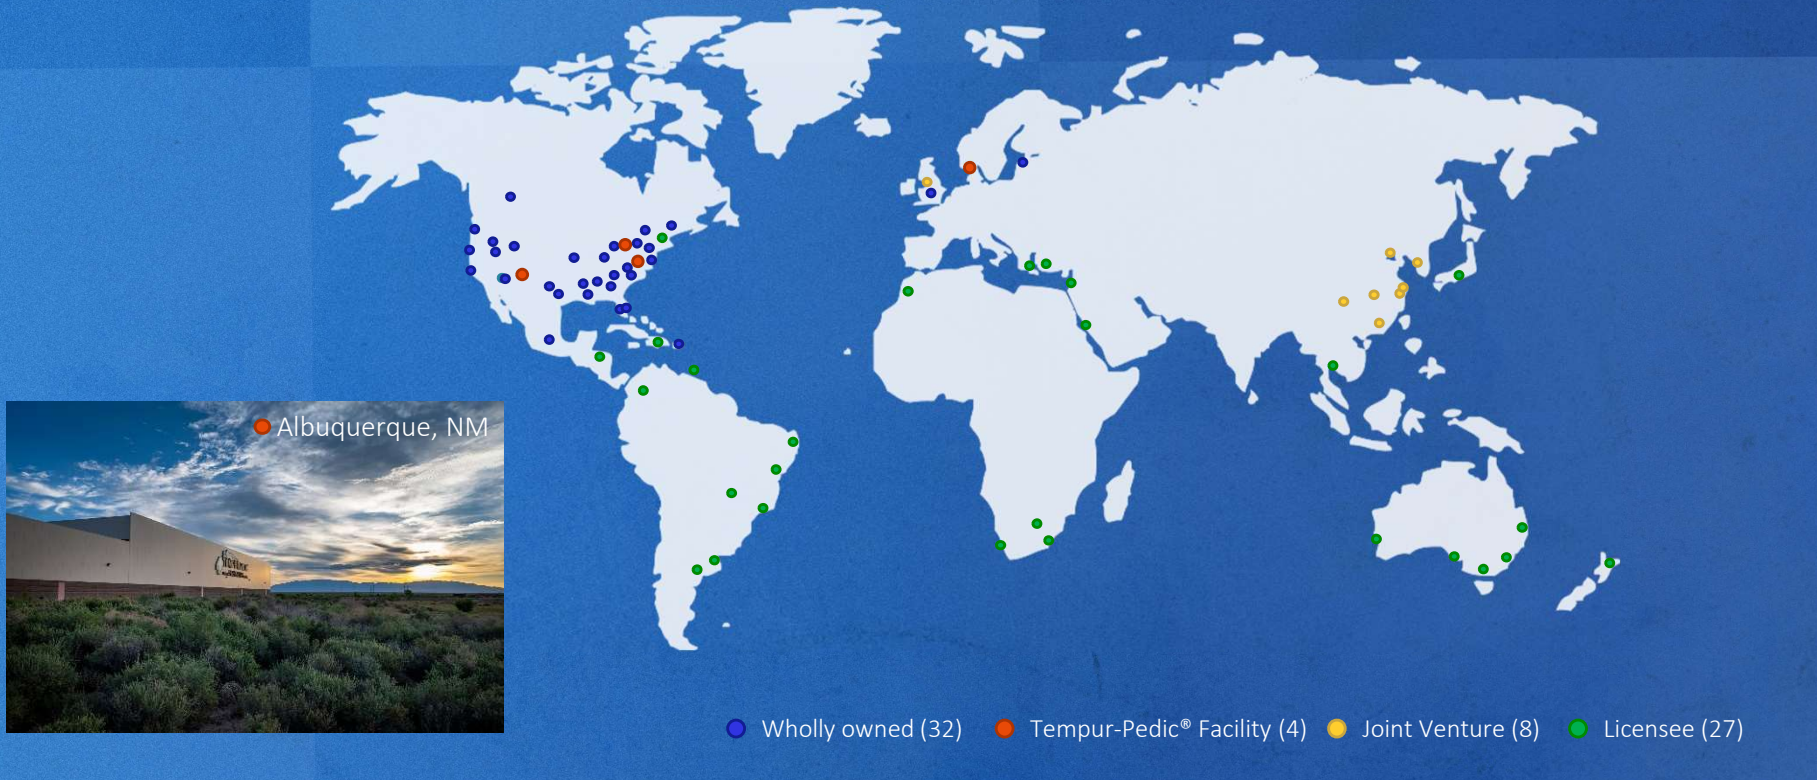 Albuquerque, NM
Wholly owned (32) Tempur-Pedic® Facility (4) Joint Venture (8) Licensee (27)